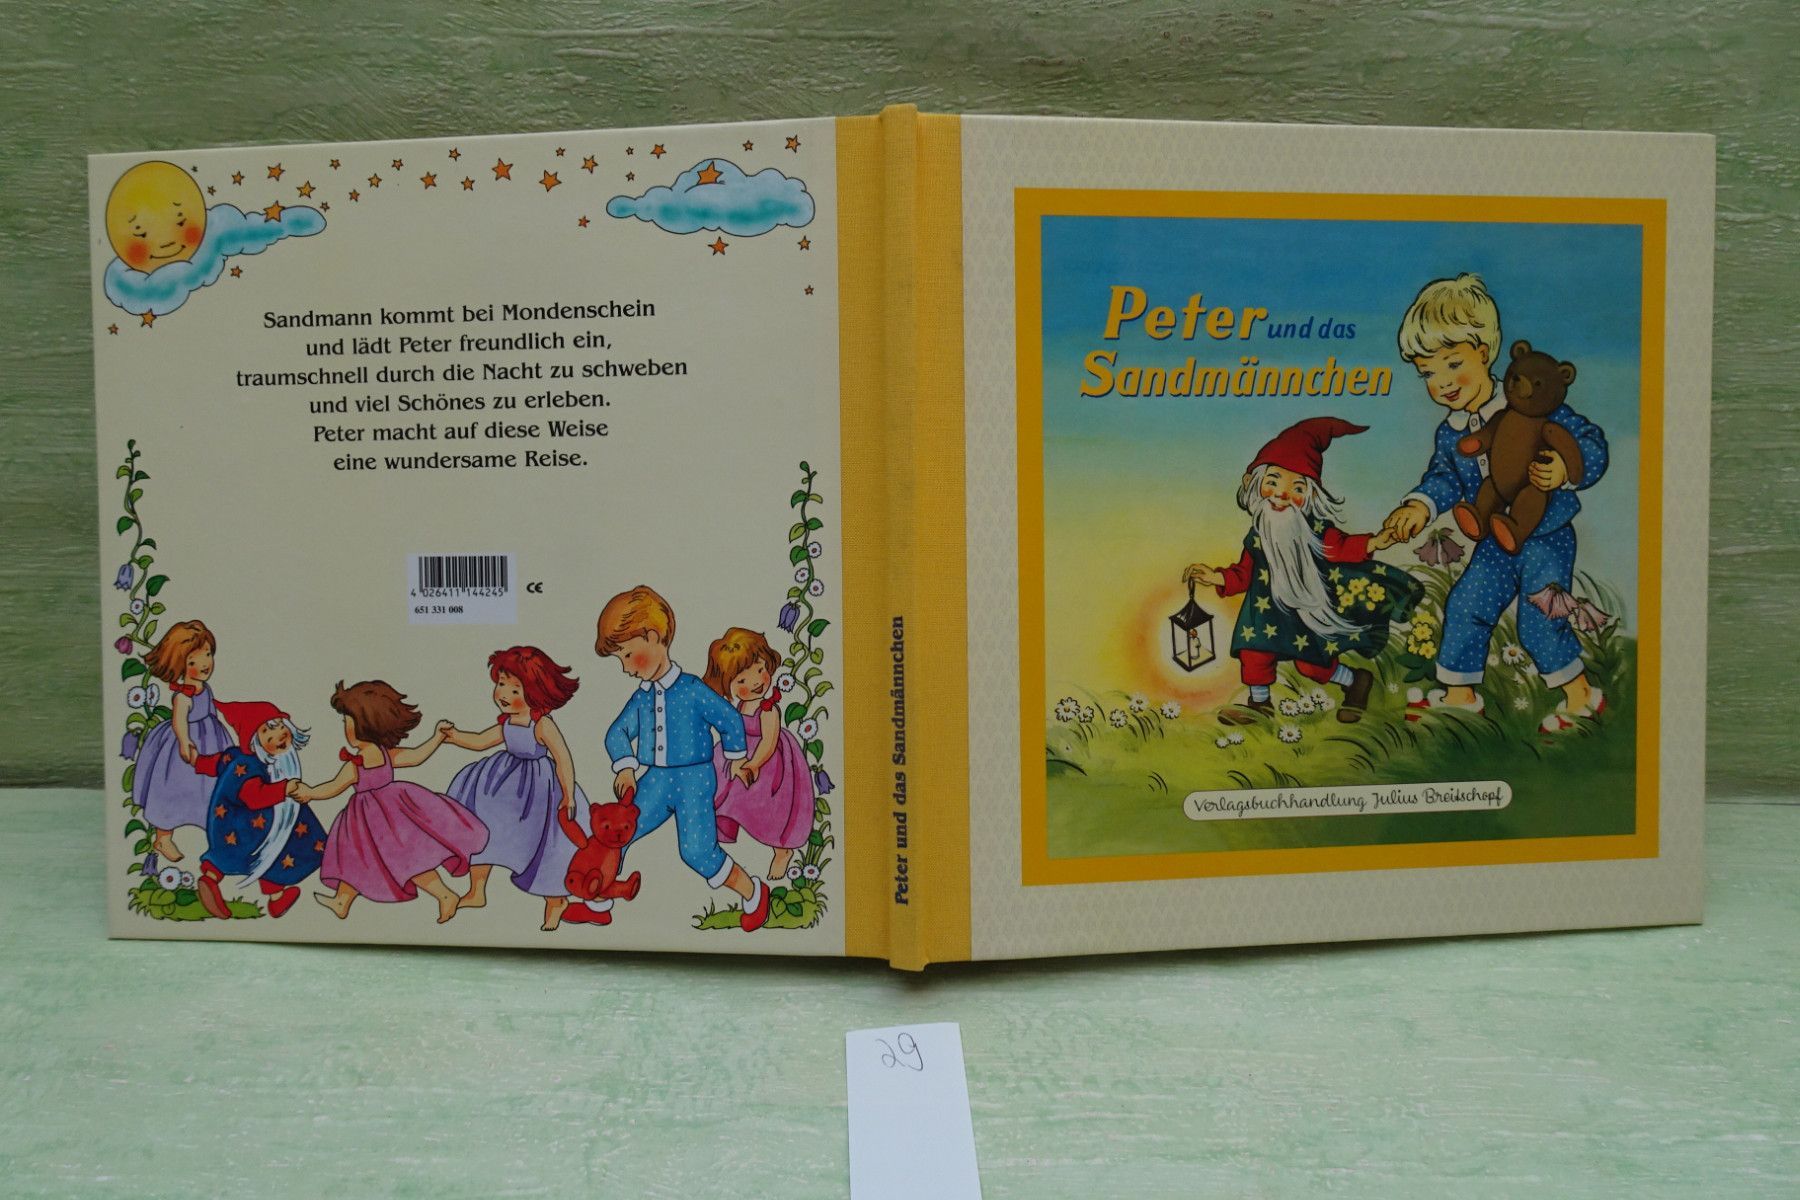 Sandmann kommt bei Mondenschein
und lädt Peter freundlich ein,
traumschnell durch die Nacht zu schweben
und viel Schönes zu erleben.
Peter macht auf diese Weise
eine wundersame Reise.
4 026411 144245
CE
651 331 008
Peter und das Sandmännchen
Peter und das
Sandmännchen
Verlagsbuchhandlung Julius Breitschopf
29